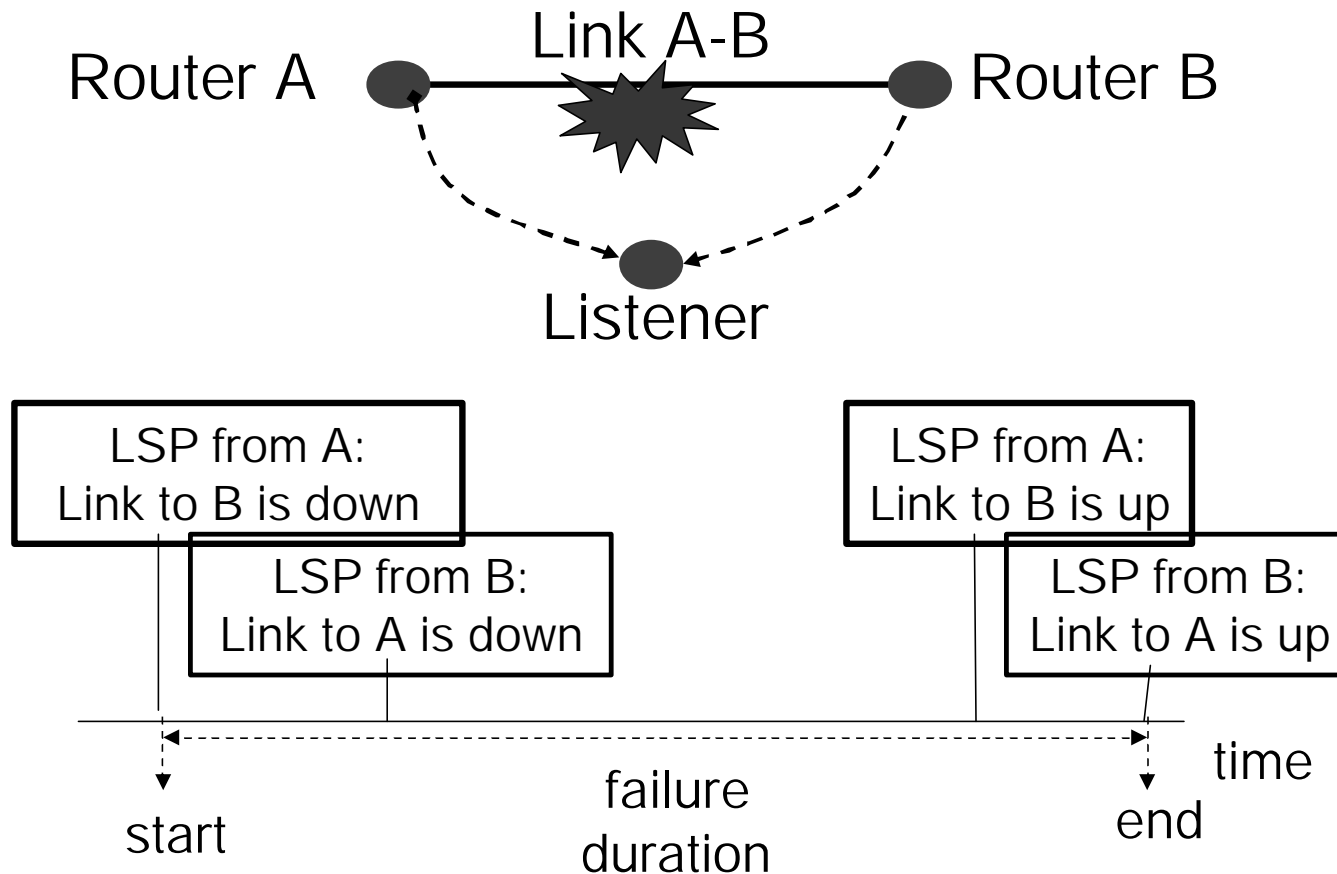 Link A-B
Router A
Router B
Listener
LSP from A:
Link to B is down
LSP from B:
Link to A is down
LSP from A:
Link to B is up
LSP from B:
Link to A is up
time
start
failure
duration
end